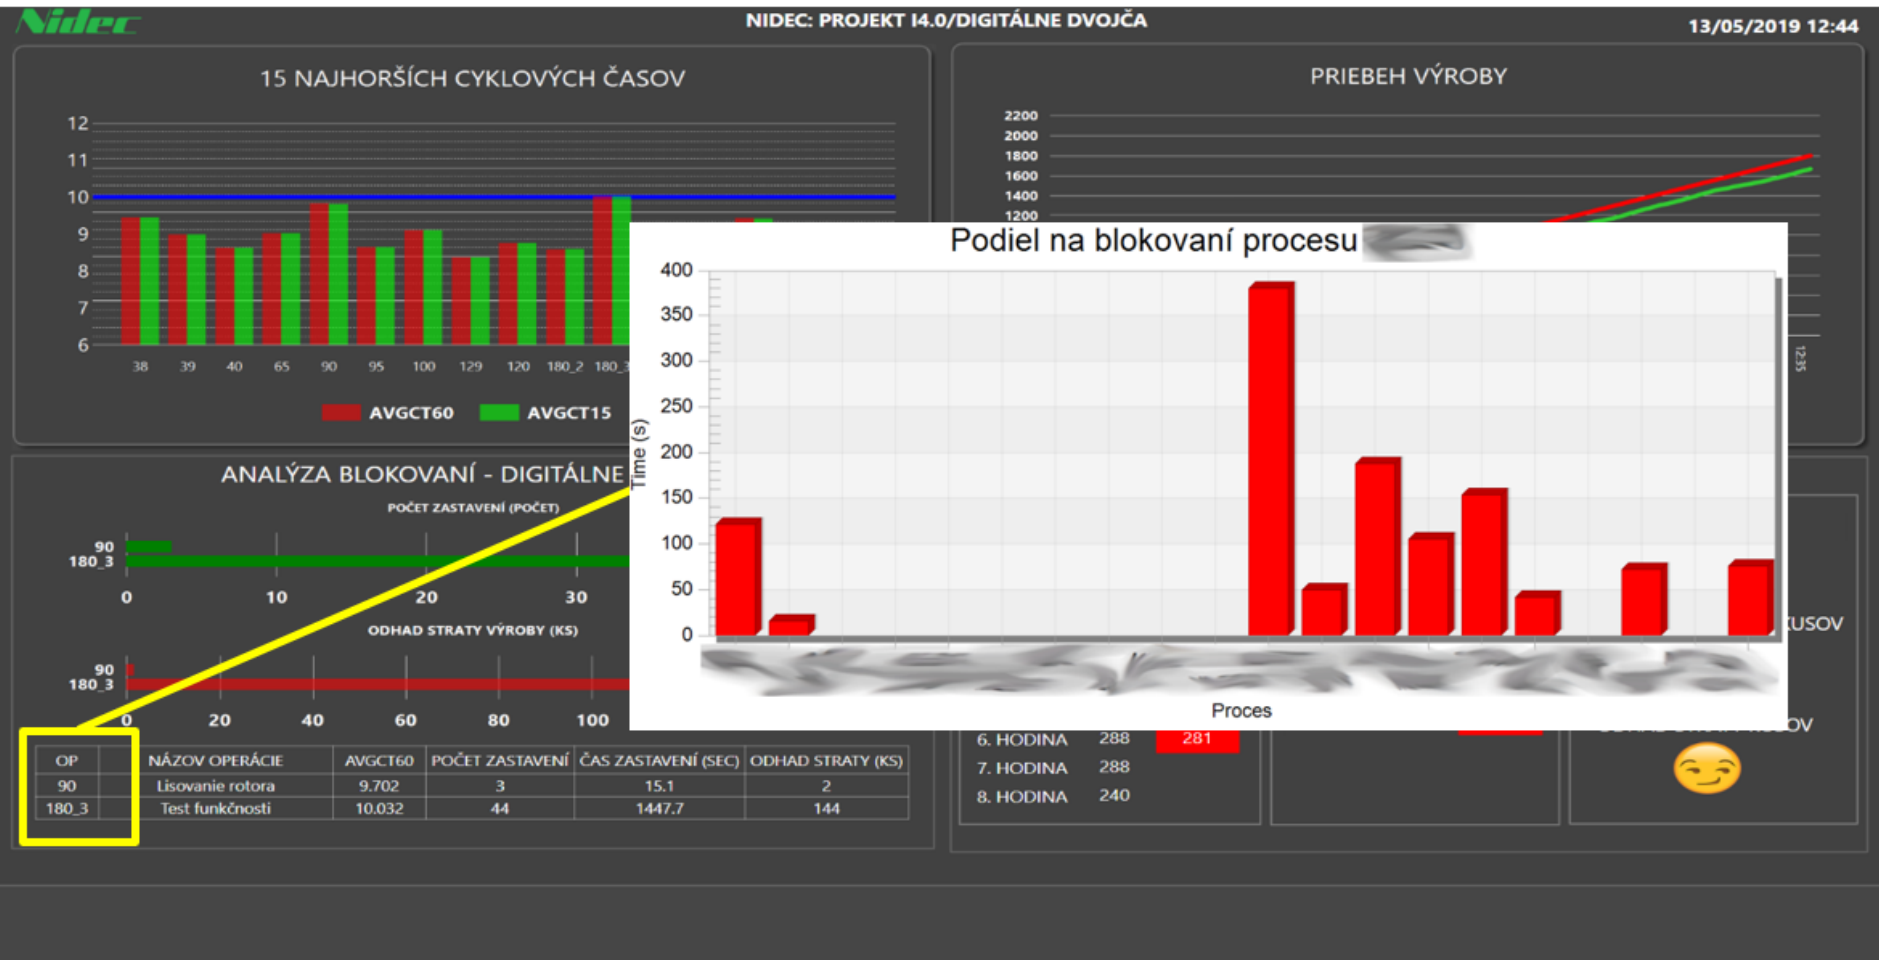 Nidec
NIDEC: PROJEKT I4.0/DIGITÁLNE DVOJČA
13/05/2019 12:44
15 NAJHORŠÍCH CYKLOVÝCH ČASOV
12
11
10
9
8
7
6
38 39 40 65 90 95 100 129 120 180_2 180_3
AVGCT60 AVGCT15
PRIEBEH VÝROBY
2200
2000
1800
1600
1400
1200
12:35
Podiel na blokovaní procesu
Time (s)
400
350
300
250
200
150
100
50
0
Proces
ANALÝZA BLOKOVANÍ - DIGITÁLNE
POČET ZASTAVENÍ (POČET)
90
180_3
0 10 20 30
ODHAD STRATY VÝROBY (KS)
90
180_3
0 20 40 60 80 100
OP NÁZOV OPERÁCIE AVGCT60 POČET ZASTAVENÍ ČAS ZASTAVENÍ (SEC) ODHAD STRATY (KS)
90 Lisovanie rotora 9.702 3 15.1 2
180_3 Test funkčnosti 10.032 44 1447.7 144
6. HODINA 288 281
7. HODINA 288
8. HODINA 240